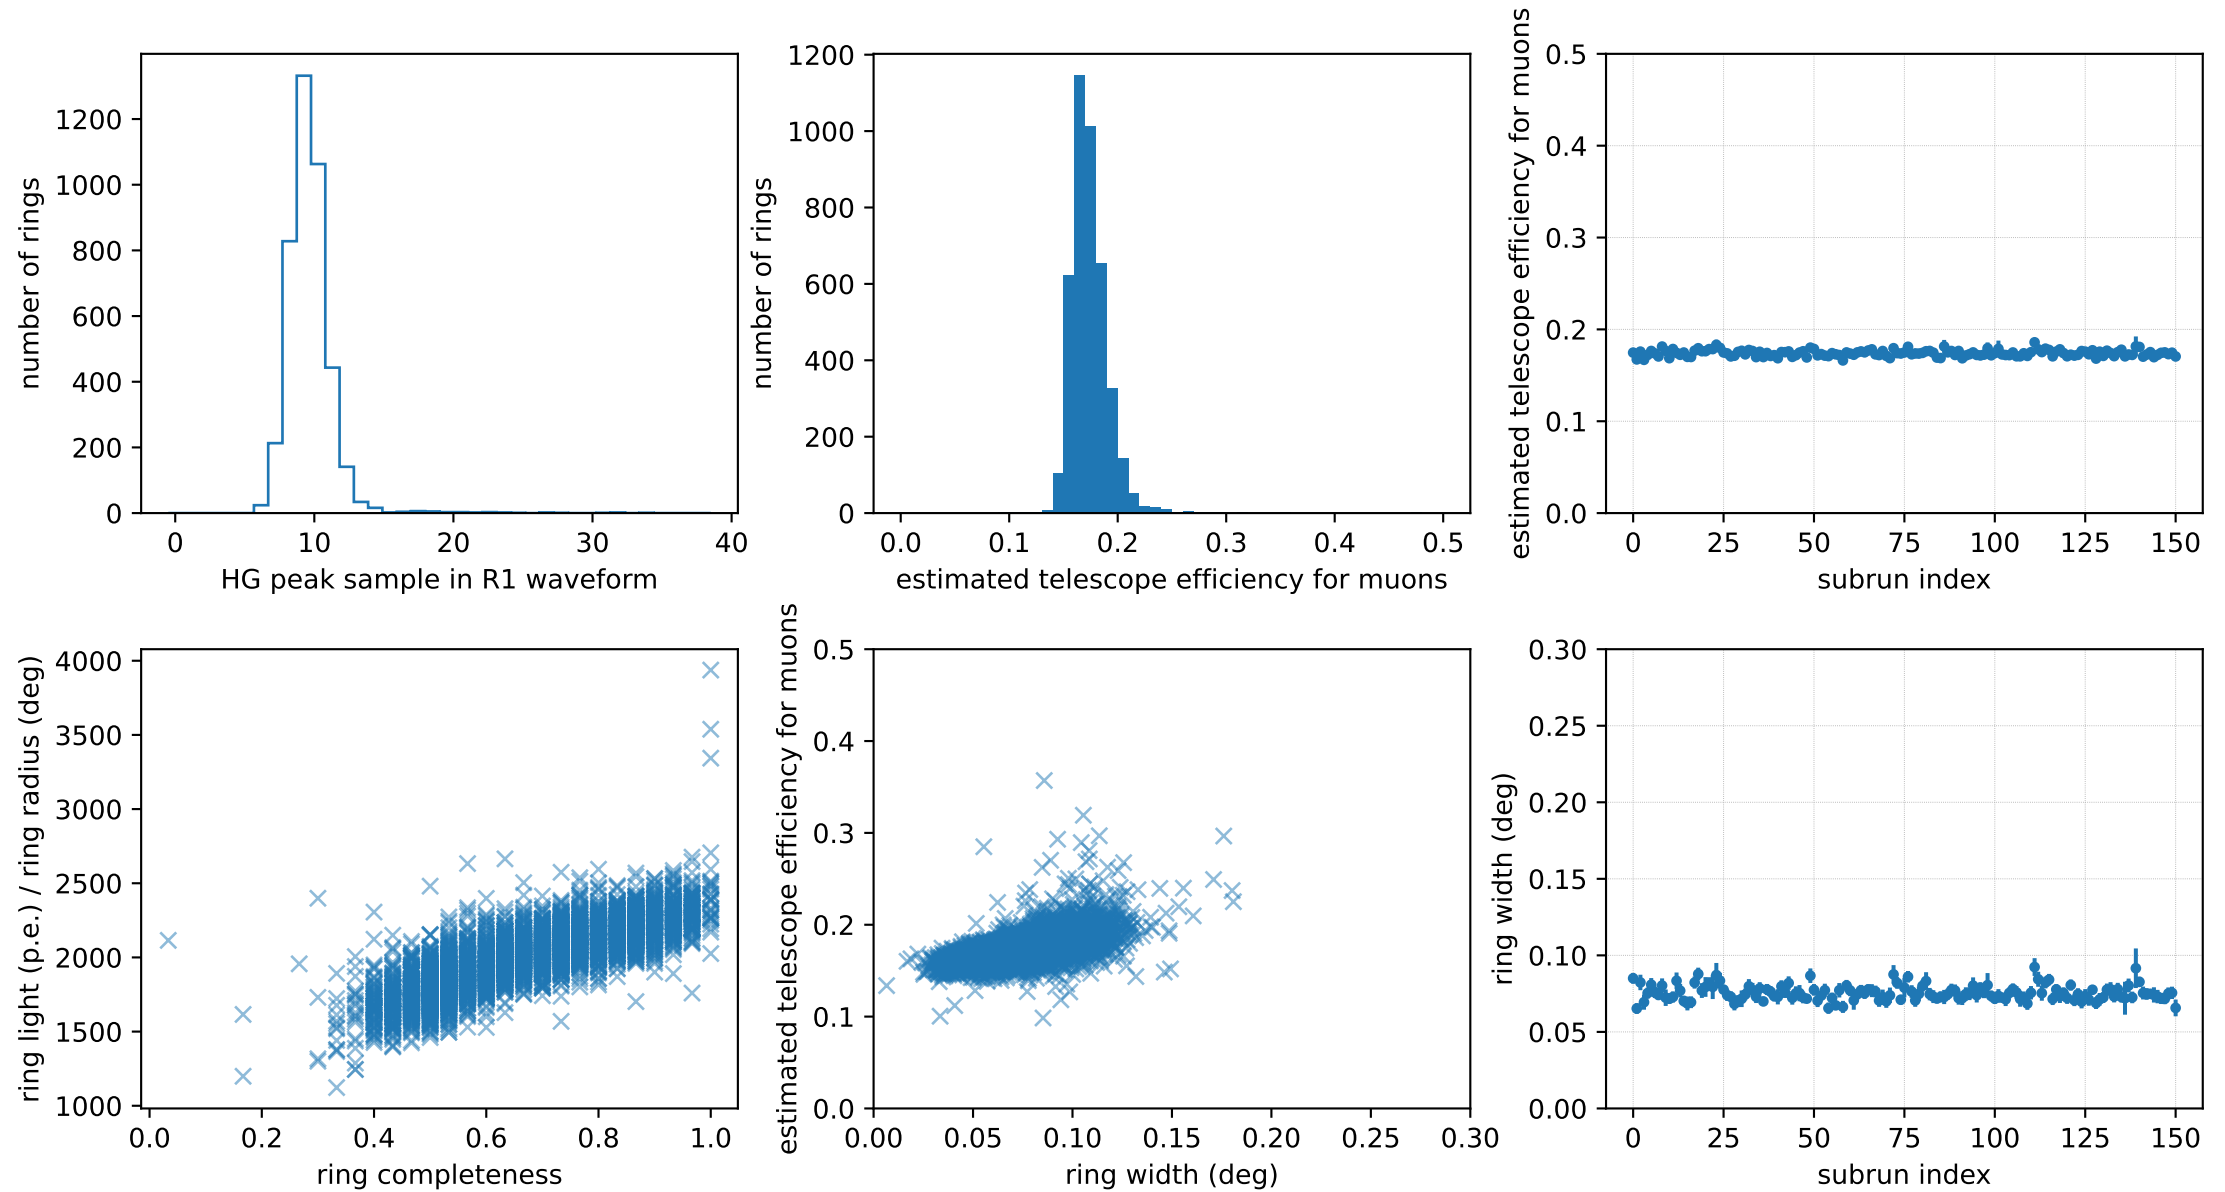 number of rings
1200
1000
800
600
400
200
0
0 10 20 30 40
HG peak sample in R1 waveform
number of rings
1200
1000
800
600
400
200
0
0.0 0.1 0.2 0.3 0.4 0.5
estimated telescope efficiency for muons
estimated telescope efficiency for muons
0.5
0.4
0.3
0.2
0.1
0.0
0 25 50 75 100 125 150
subrun index
ring light (p.e.) / ring radius (deg)
4000
3500
3000
2500
2000
1500
1000
0.0 0.2 0.4 0.6 0.8 1.0
ring completeness
estimated telescope efficiency for muons
0.5
0.4
0.3
0.2
0.1
0.0
0.00 0.05 0.10 0.15 0.20 0.25 0.30
ring width (deg)
ring width (deg)
0.30
0.25
0.20
0.15
0.10
0.05
0.00
0 25 50 75 100 125 150
subrun index